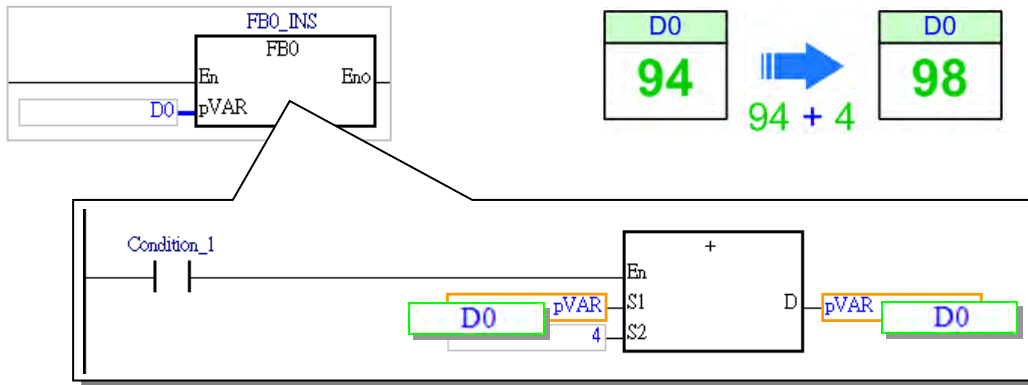 FB0_INS
FB0
En
Eno
D0
pVAR
D0
94
94 + 4
D0
98
Condition_1
+
En
D0
pVAR
S1
D
pVAR
D0
4
S2